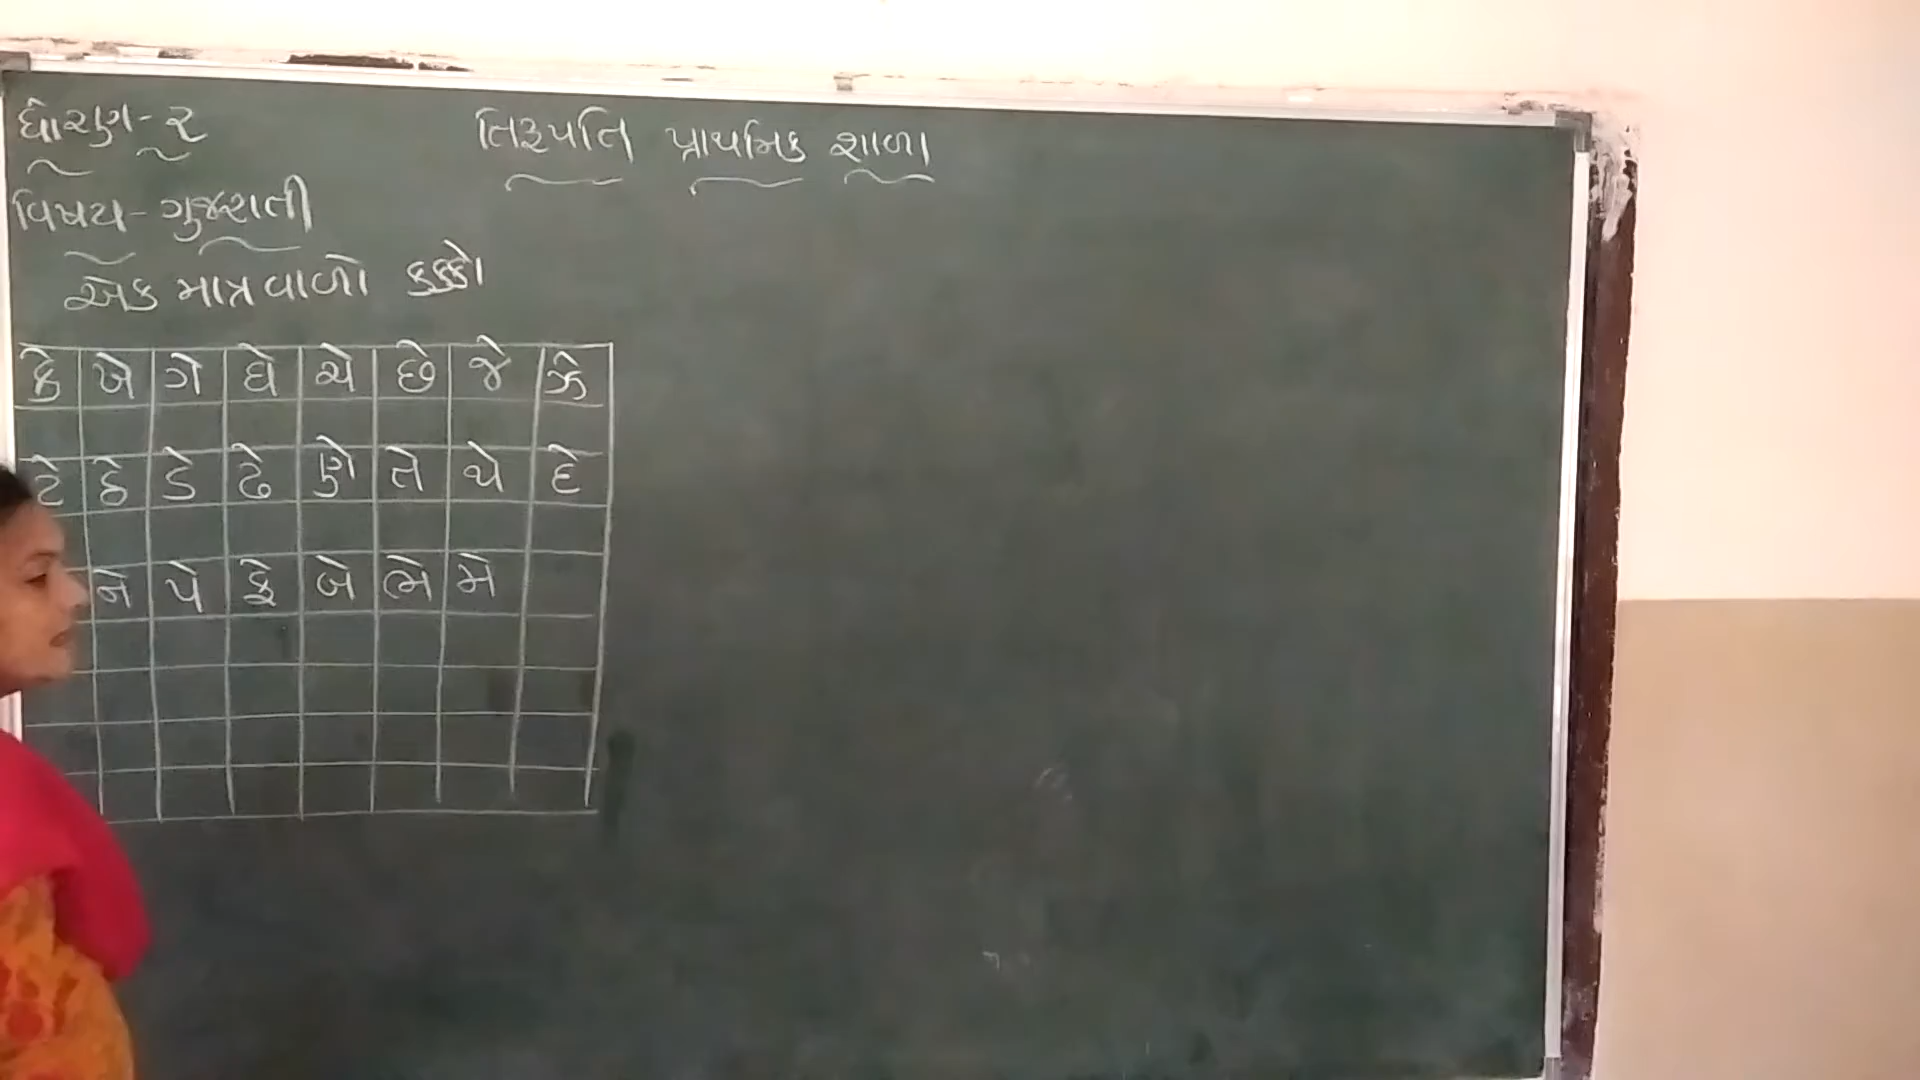 ધોરણ-૨
તિરૂપતિ પ્રાથમિક શાળા
વિષય-ગુજરાતી
એક માત્રવાળો કક્કો
કે ખે ગે ઘે ચે છે જે ઝે
ટે ઠે ડે ઢે ણે તે થે દે
ને પે ફે બે ભે મે